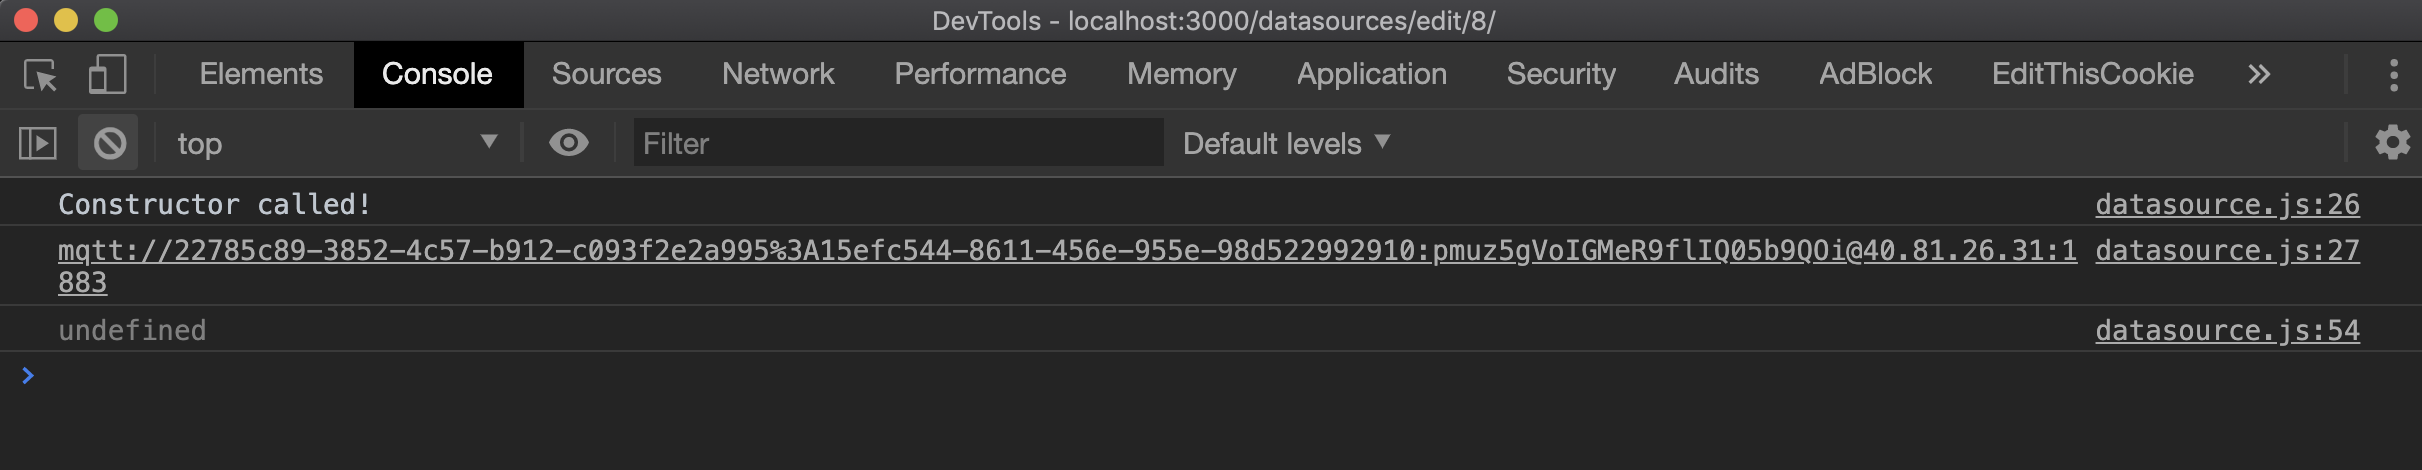 DevTools - localhost:3000/datasources/edit/8/
Elements Console Sources Network Performance Memory Application Security Audits AdBlock EditThisCookie »
top Filter Default levels
Constructor called! datasource.js:26
mqtt://22785c89-3852-4c57-b912-c093f2e2a995%3A15efc544-8611-456e-955e-98d522992910:pmuz5gVoIGMeR9flIQ05b9QOi@40.81.26.31:1 datasource.js:27
883
undefined datasource.js:54